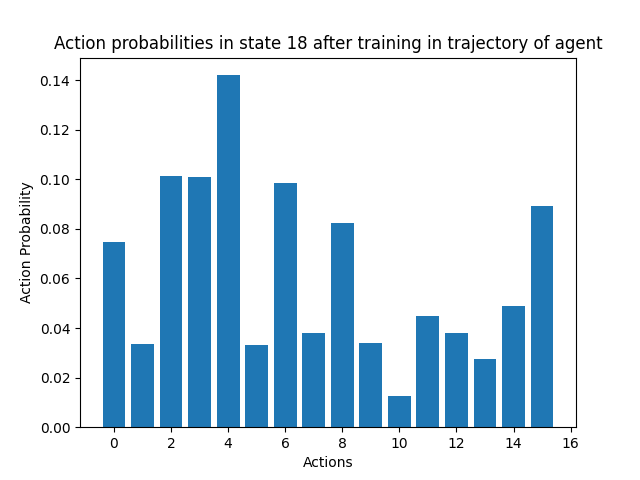 Action probabilities in state 18 after training in trajectory of agent
0.14
0.12
0.10
0.08
0.06
0.04
0.02
0.00
Action Probability
0 2 4 6 8 10 12 14 16
Actions